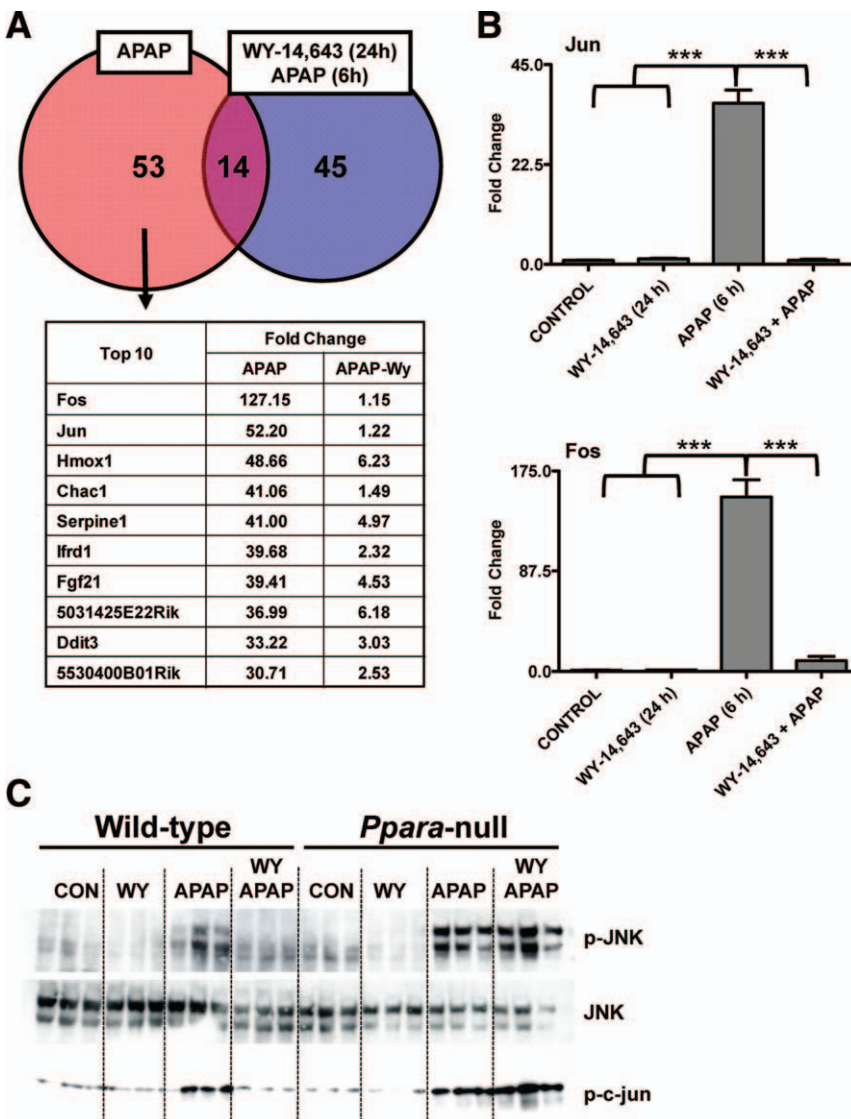 A
APAP
WY-14,643 (24h)
APAP (6h)
53
14
45
Top 10
Fold Change
APAP
APAP-Wy
Fos 127.15 1.15
Jun 52.20 1.22
Hmox1 48.66 6.23
Chac1 41.06 1.49
Serpine1 41.00 4.97
Ifrd1 39.68 2.32
Fgf21 39.41 4.53
5031425E22Rik 36.99 6.18
Ddit3 33.22 3.03
5530400B01Rik 30.71 2.53
B
Jun
*** ***
45.0
22.5
0.0
Fold Change
CONTROL
WY-14,643 (24 h)
APAP (6 h)
WY-14,643 + APAP
Fos
*** ***
175.0
87.5
0.0
Fold Change
CONTROL
WY-14,643 (24 h)
APAP (6 h)
WY-14,643 + APAP
C
Wild-type Ppara-null
CON WY APAP WY APAP CON WY APAP WY APAP
p-JNK
JNK
p-c-jun